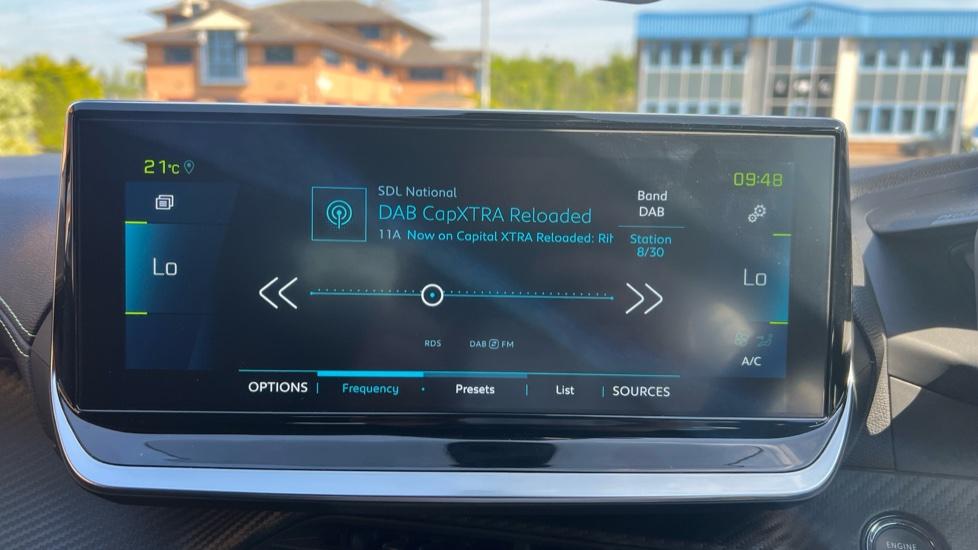 21°C
09:48
SDL National
DAB CapXTRA Reloaded
11A Now on Capital XTRA Reloaded: Rih
Band
DAB
Station
8/30
Lo
Lo
RDS
DAB FM
A/C
OPTIONS
Frequency
Presets
List
SOURCES
ENGINE